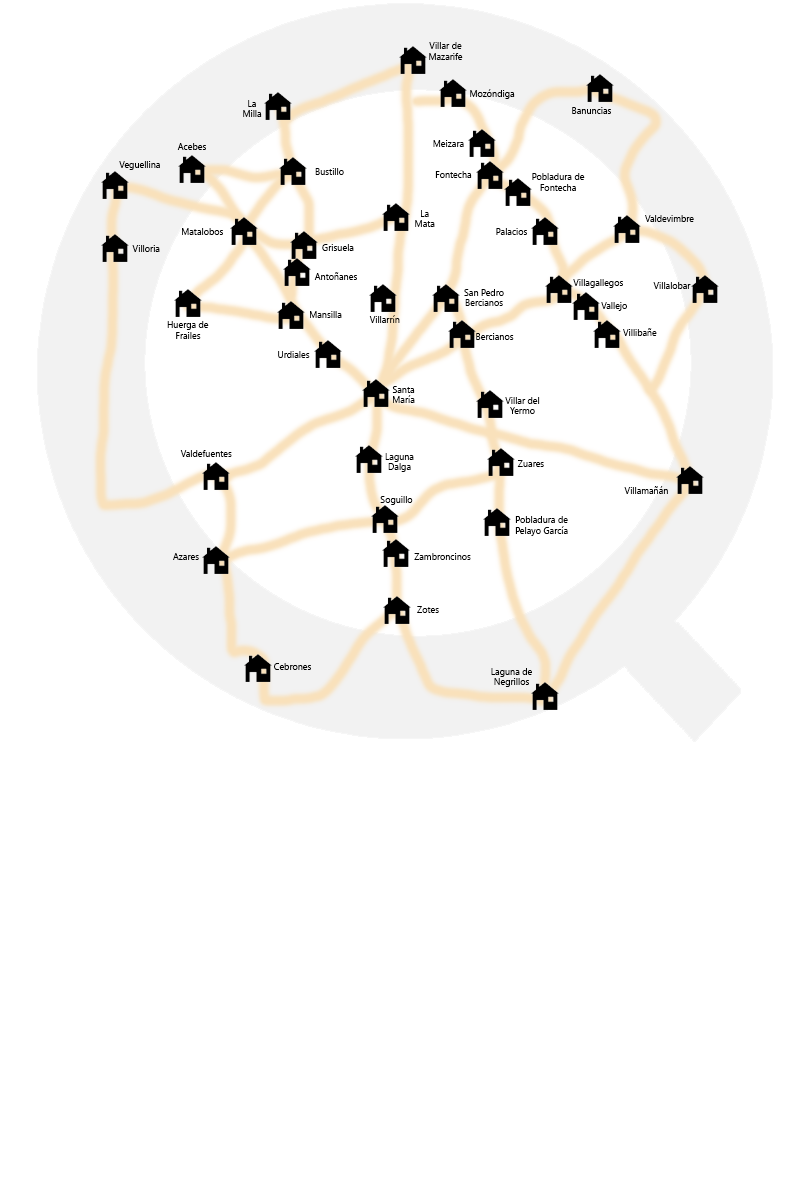 Villar de
Mazarife
Mozóndiga
La
Milla
Banuncias
Meizara
Acebes
Veguellina
Bustillo
Fontecha
Pobladura de
Fontecha
La
Mata
Valdevimbre
Matalobos
Palacios
Grisuela
Villoria
Antoñanes
Villagallegos
Villalobar
San Pedro
Bercianos
Vallejo
Mansilla
Villarrín
Huerga de
Frailes
Bercianos
Villibañe
Urdiales
Santa
María
Villar del
Yermo
Valdefuentes
Laguna
Dalga
Zuares
Villamañán
Soguillo
Pobladura de
Pelayo García
Azares
Zambroncinos
Zotes
Cebrones
Laguna de
Negrillos